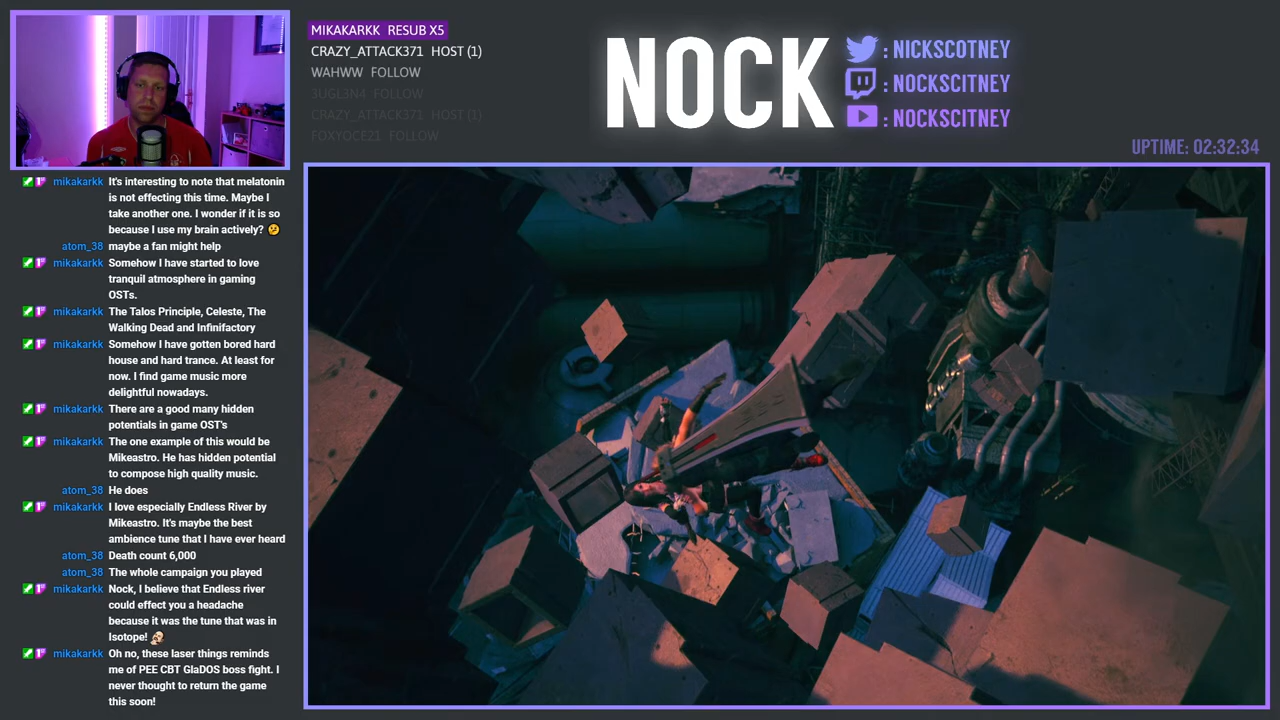 MIKAKARKK RESUB X5
CRAZY_ATTACK371 HOST (1)
WAHWW FOLLOW
3UGL3N4 FOLLOW
CRAZY_ATTACK371 HOST (1)
FOXYOCE21 FOLLOW
NOCK
: NICKSCOTNEY
: NOCKSCITNEY
: NOCKSCITNEY
UPTIME: 02:32:34
mikakarkk It's interesting to note that melatonin
is not effecting this time. Maybe I
take another one. I wonder if it is so
because I use my brain actively? 🤔
atom_38 maybe a fan might help
mikakarkk Somehow I have started to love
tranquil atmosphere in gaming
OSTs.
mikakarkk The Talos Principle, Celeste, The
Walking Dead and Infinifactory
mikakarkk Somehow I have gotten bored hard
house and hard trance. At least for
now. I find game music more
delightful nowadays.
mikakarkk There are a good many hidden
potentials in game OST's
mikakarkk The one example of this would be
Mikeastro. He has hidden potential
to compose high quality music.
atom_38 He does
mikakarkk I love especially Endless River by
Mikeastro. It's maybe the best
ambience tune that I have ever heard
atom_38 Death count 6,000
atom_38 The whole campaign you played
mikakarkk Nock, I believe that Endless river
could effect you a headache
because it was the tune that was in
Isotope!
mikakarkk Oh no, these laser things reminds
me of PEE CBT GlaDOS boss fight. I
never thought to return the game
this soon!